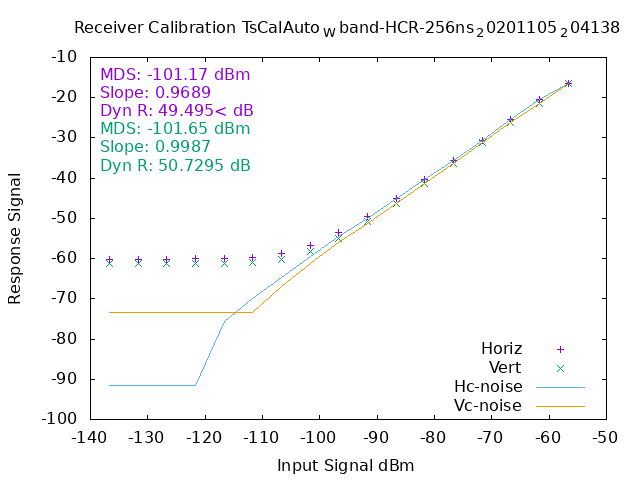 Receiver Calibration TsCalAuto_Wband-HCR-256ns_20201105_204138
-10
-20
-30
-40
-50
-60
-70
-80
-90
-100
Response Signal
MDS: -101.17 dBm
Slope: 0.9689
Dyn R: 49.495< dB
MDS: -101.65 dBm
Slope: 0.9987
Dyn R: 50.7295 dB
Horiz
Vert
Hc-noise
Vc-noise
-140 -130 -120 -110 -100 -90 -80 -70 -60 -50
Input Signal dBm